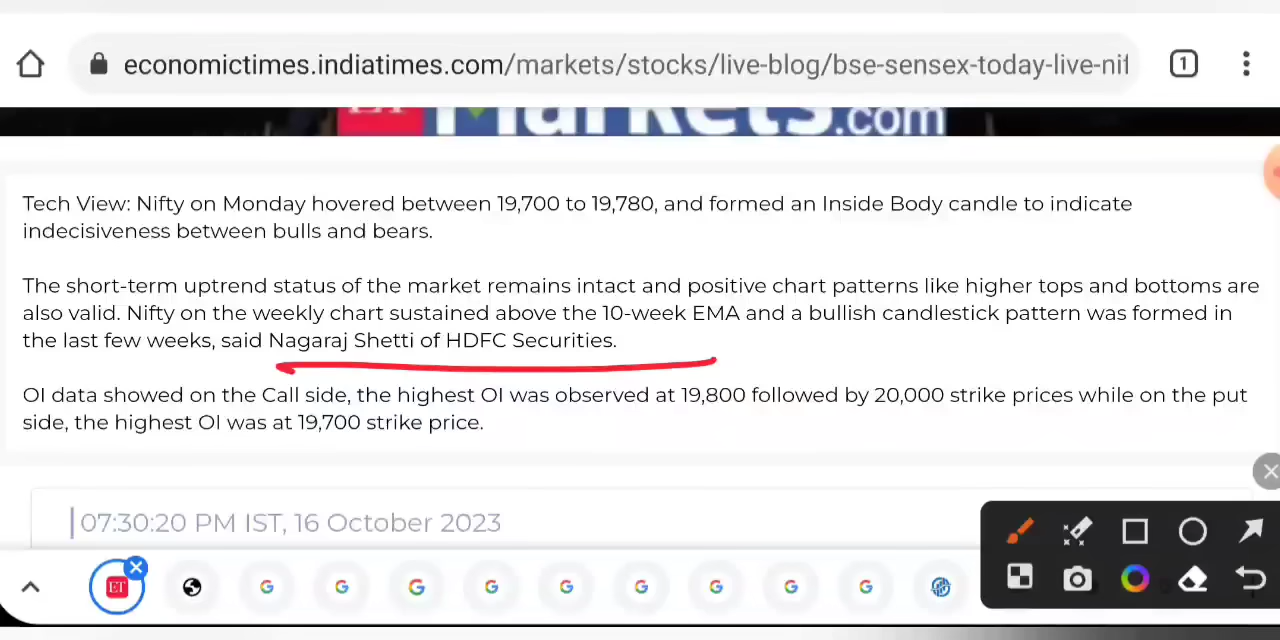 economictimes.indiatimes.com/markets/stocks/live-blog/bse-sensex-today-live-nif
1
ET Markets.com
Tech View: Nifty on Monday hovered between 19,700 to 19,780, and formed an Inside Body candle to indicate
indecisiveness between bulls and bears.
The short-term uptrend status of the market remains intact and positive chart patterns like higher tops and bottoms are
also valid. Nifty on the weekly chart sustained above the 10-week EMA and a bullish candlestick pattern was formed in
the last few weeks, said Nagaraj Shetti of HDFC Securities.
OI data showed on the Call side, the highest OI was observed at 19,800 followed by 20,000 strike prices while on the put
side, the highest OI was at 19,700 strike price.
07:30:20 PM IST, 16 October 2023
ET